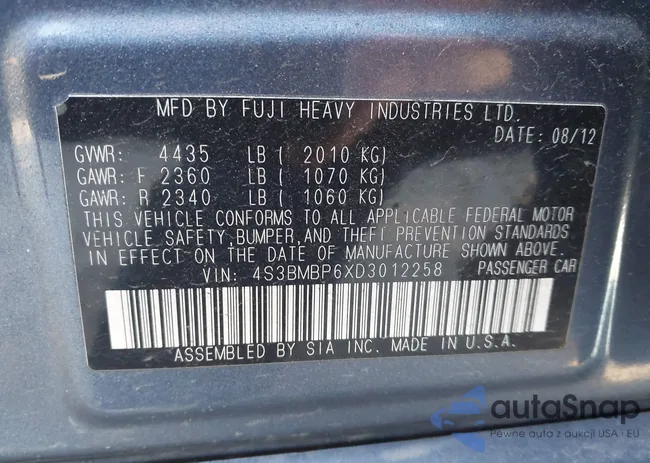 MFD BY FUJI HEAVY INDUSTRIES LTD.
DATE: 08/12
GVWR: 4435 LB ( 2010 KG)
GAWR: F 2360 LB ( 1070 KG)
GAWR: R 2340 LB ( 1060 KG)
THIS VEHICLE CONFORMS TO ALL APPLICABLE FEDERAL MOTOR
VEHICLE SAFETY, BUMPER, AND THEFT PREVENTION STANDARDS
IN EFFECT ON THE DATE OF MANUFACTURE SHOWN ABOVE.
VIN: 4S3BMBP6XD3012258 PASSENGER CAR
ASSEMBLED BY SIA INC. MADE IN U.S.A.
autoSnap
Pewne auta z aukcji USA i EU